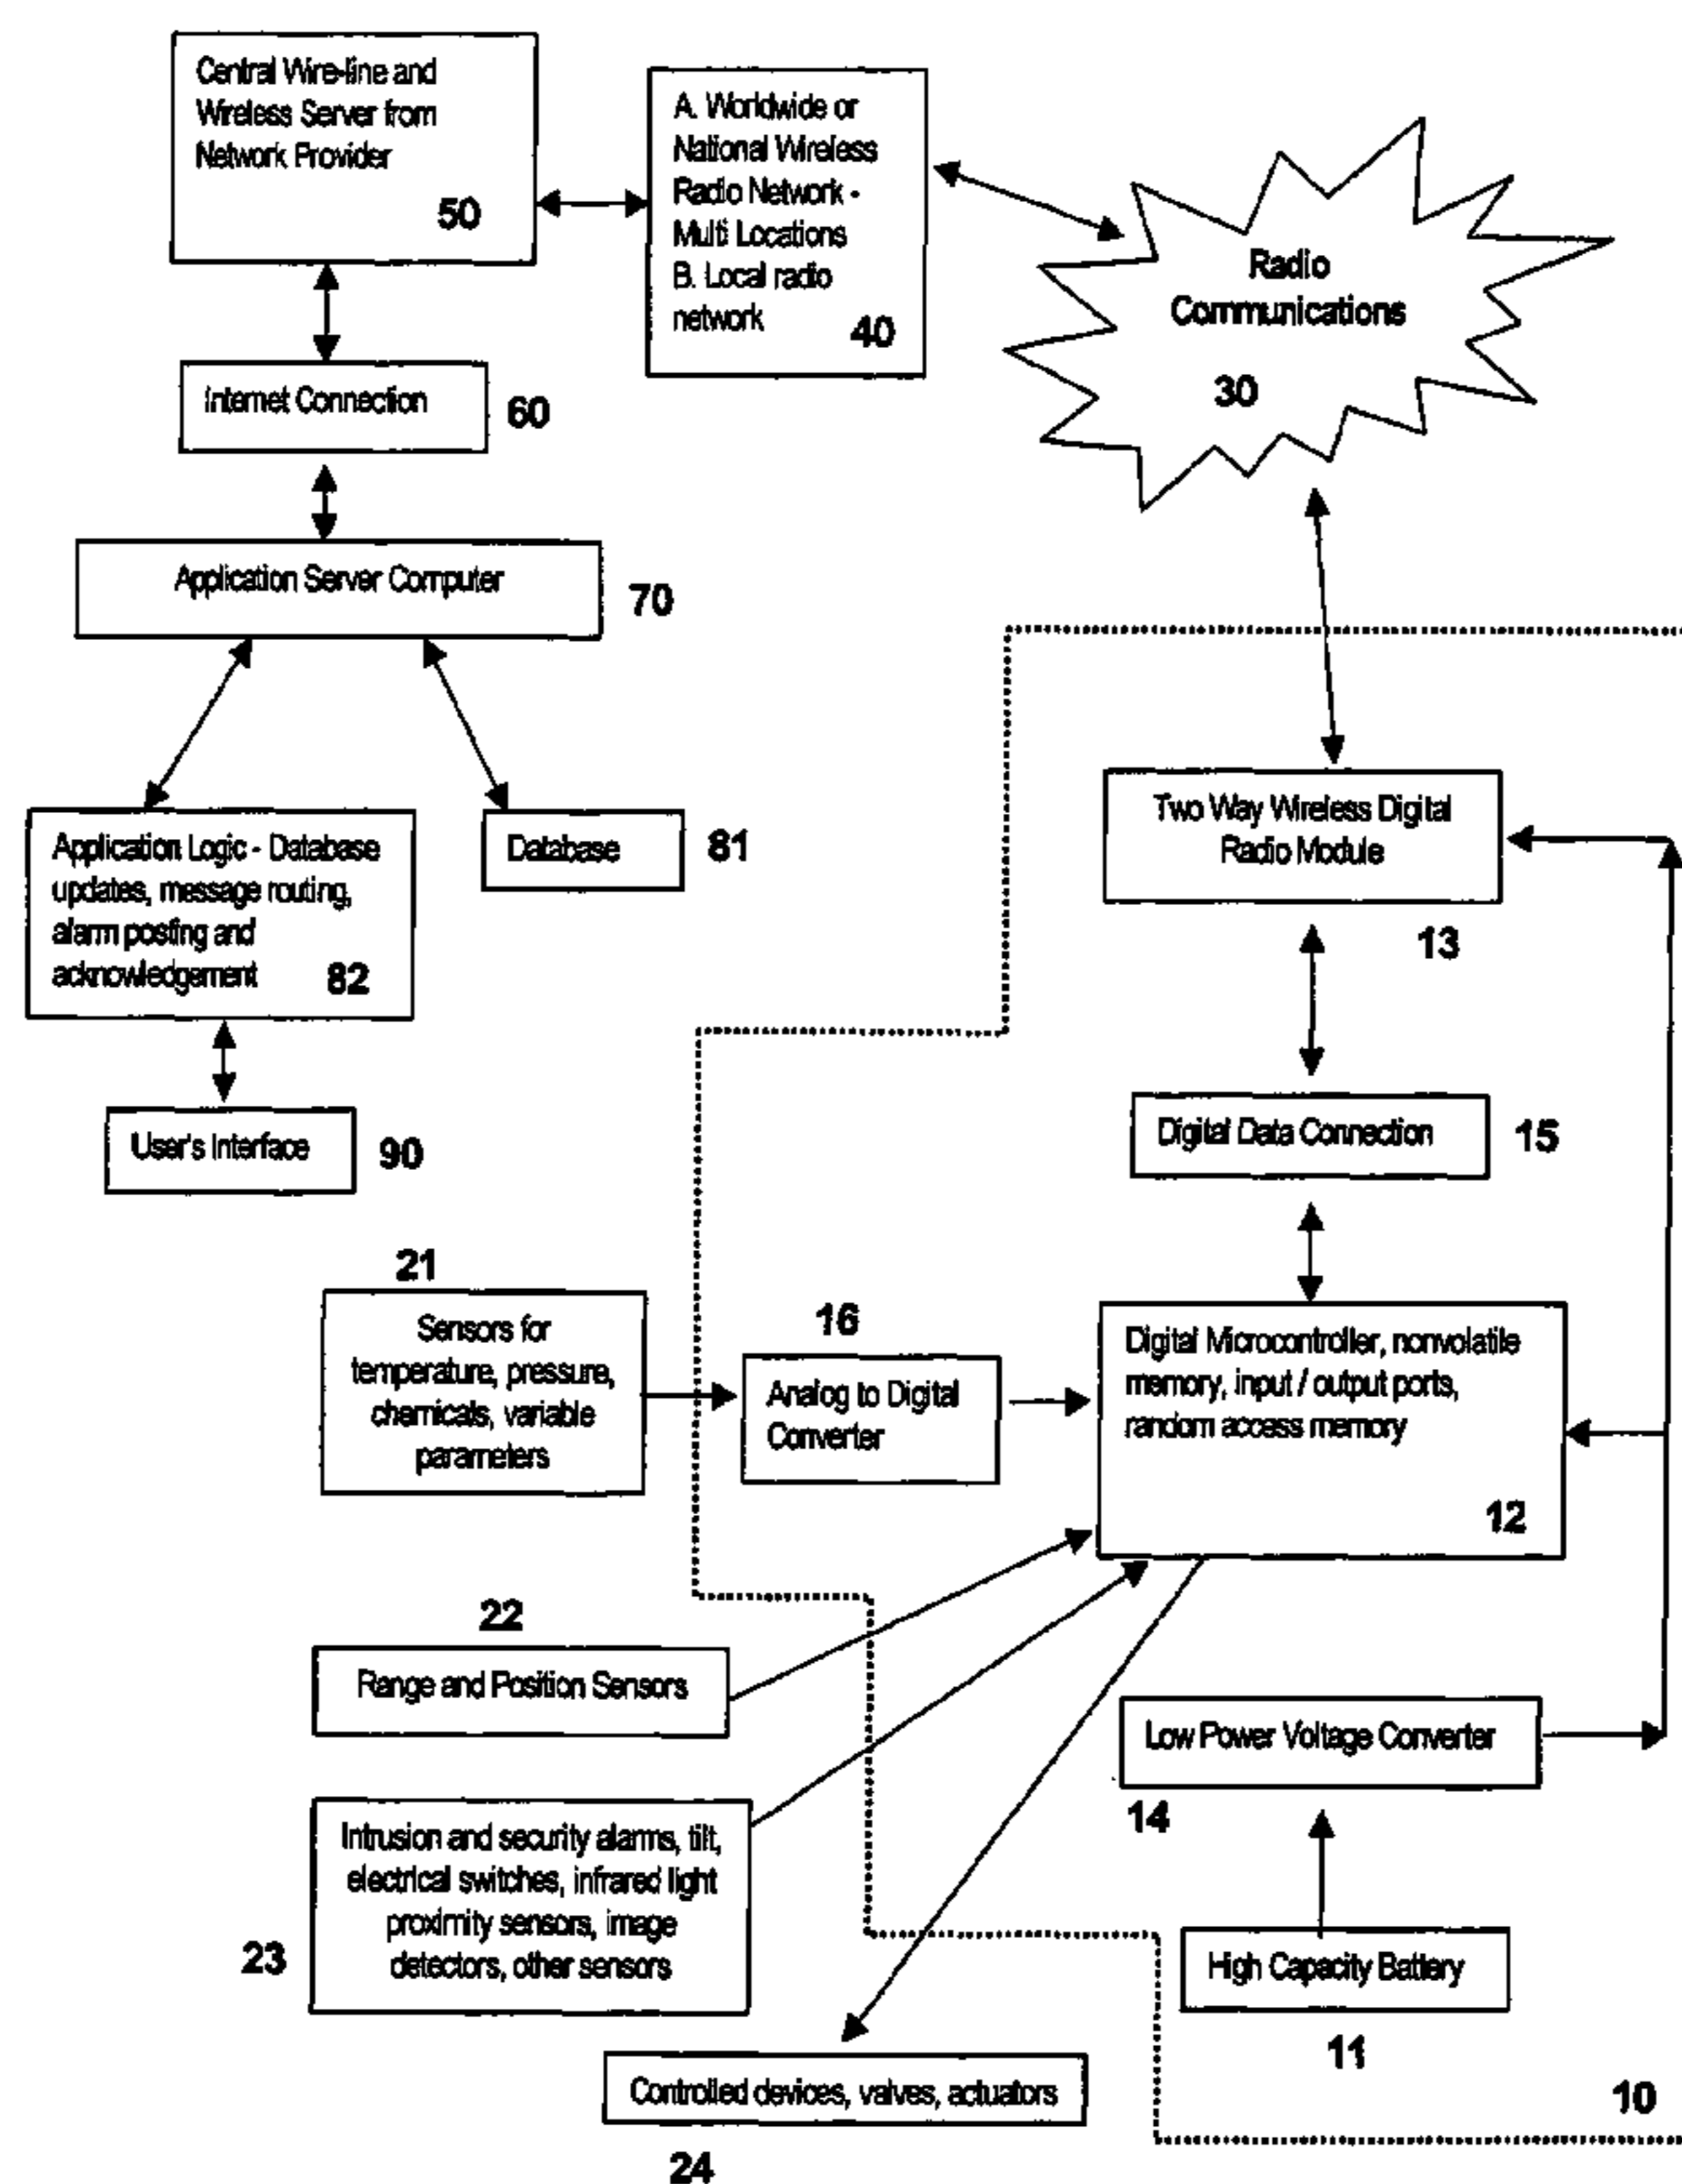 Central Wire-line and
Wireless Server from
Network Provider
50
A. Worldwide or
National Wireless
Radio Network -
Multi Locations
B. Local radio
network
40
Radio
Communications
30
Internet Connection
60
Application Server Computer
70
Application Logic - Database
updates, message routing,
alarm posting and
acknowledgement
82
Database
81
User's Interface
90
Two Way Wireless Digital
Radio Module
13
Digital Data Connection
15
21
Sensors for
temperature, pressure,
chemicals, variable
parameters
16
Analog to Digital
Converter
Digital Microcontroller, nonvolatile
memory, input / output ports,
random access memory
12
22
Range and Position Sensors
Low Power Voltage Converter
14
Intrusion and security alarms, tilt,
electrical switches, infrared light
proximity sensors, image
detectors, other sensors
23
High Capacity Battery
11
Controlled devices, valves, actuators
24
10